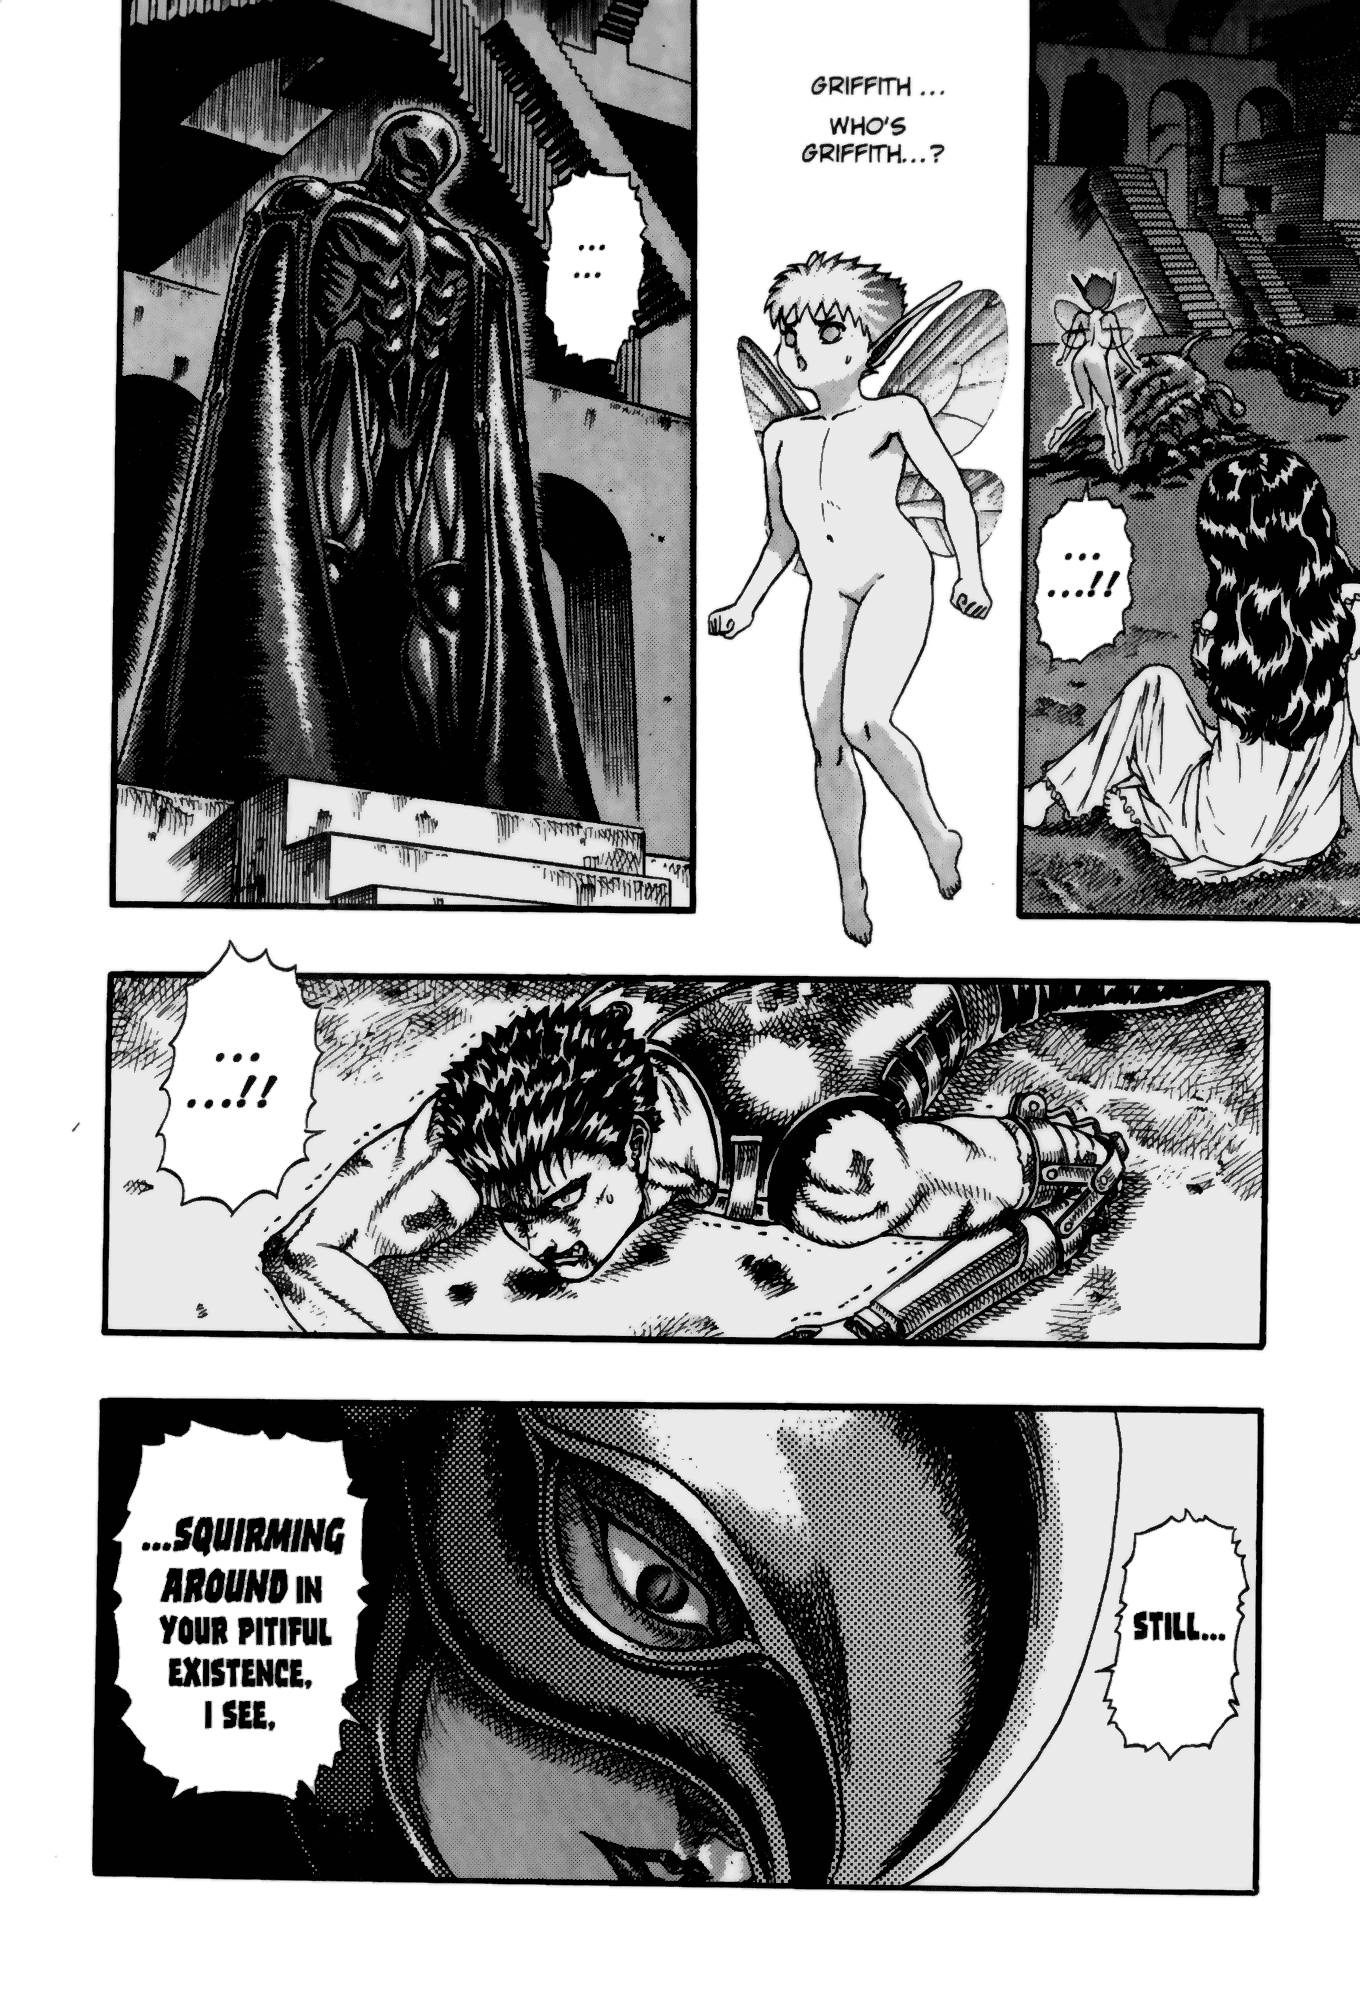 ...
...!!
GRIFFITH ...
WHO'S
GRIFFITH...?
...
...
...
...!!
STILL...
...SQUIRMING
AROUND IN
YOUR PITIFUL
EXISTENCE,
I SEE,